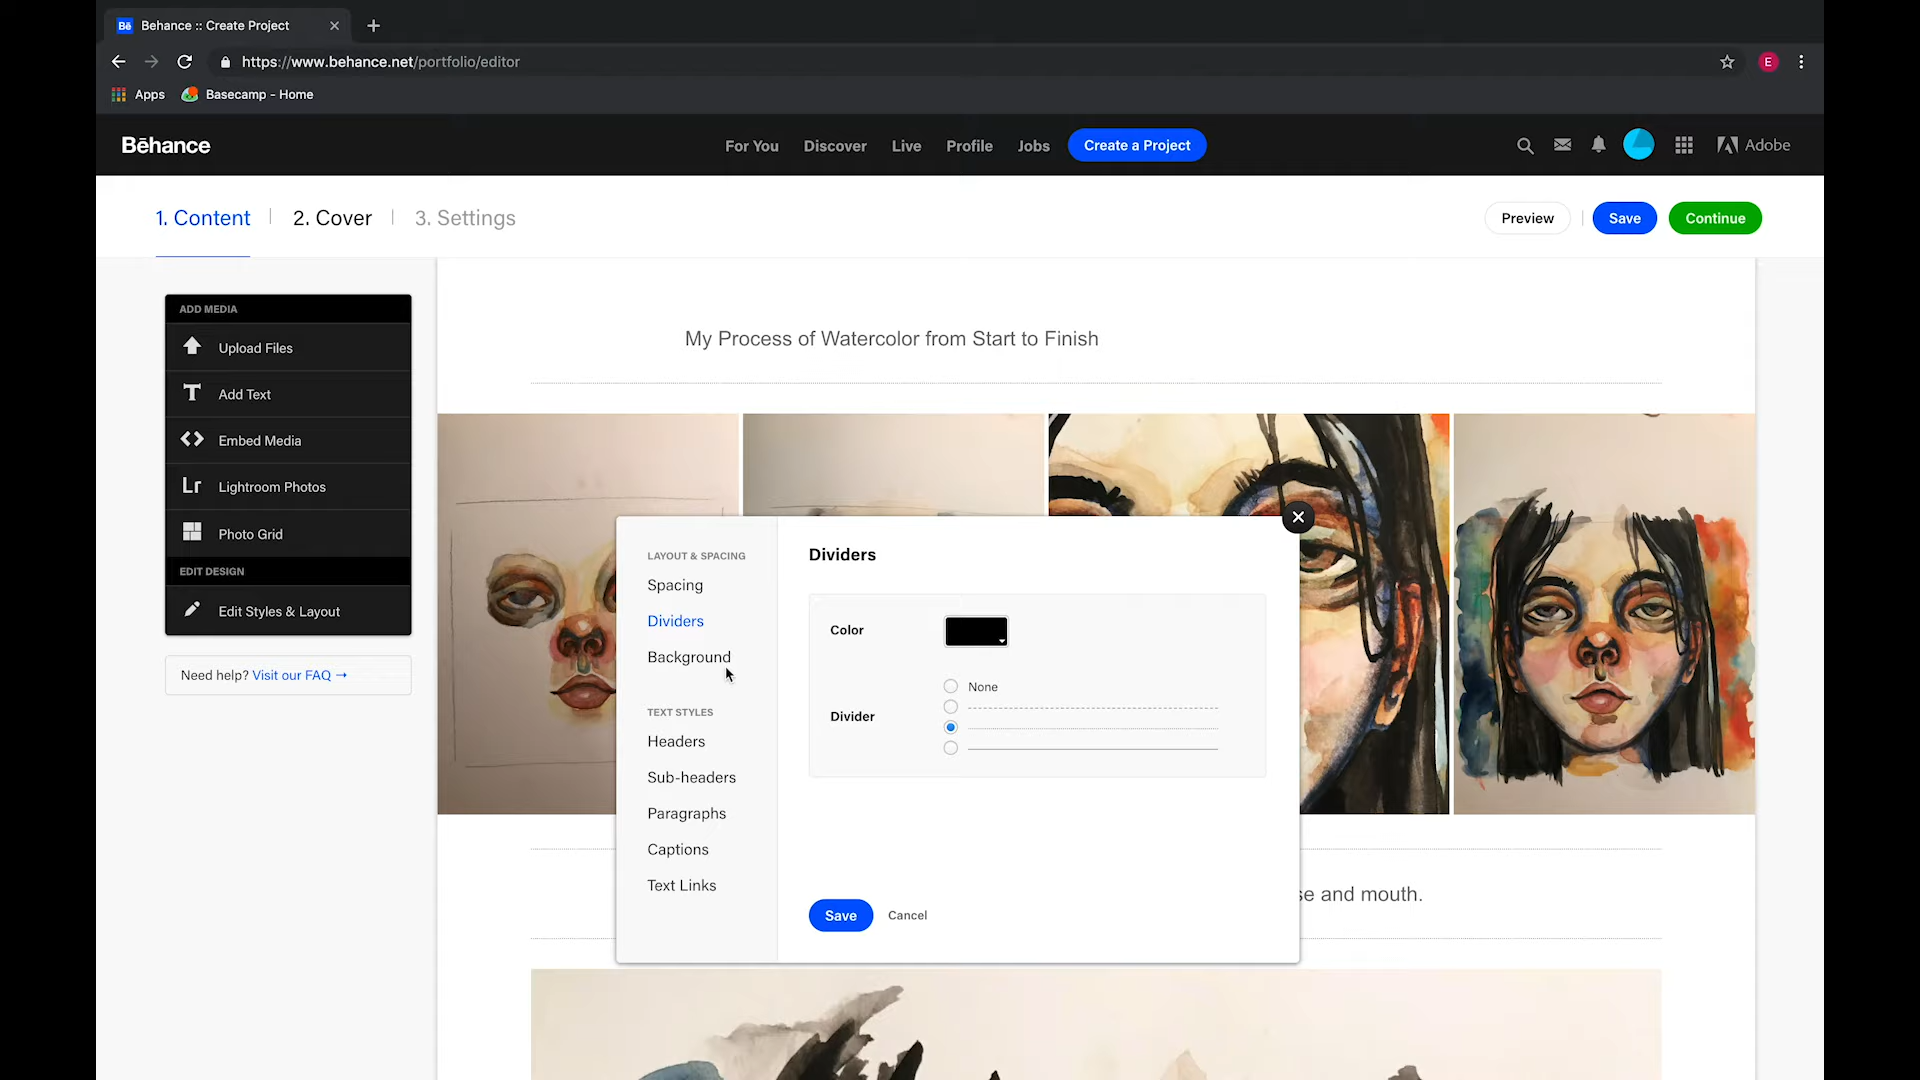 Bē Behance :: Create Project
https://www.behance.net/portfolio/editor
E
Apps
Basecamp - Home
Bēhance
For You
Discover
Live
Profile
Jobs
Create a Project
Adobe
1. Content
2. Cover
3. Settings
Preview
Save
Continue
ADD MEDIA
Upload Files
T Add Text
Embed Media
Lr Lightroom Photos
Photo Grid
EDIT DESIGN
Edit Styles & Layout
Need help? Visit our FAQ →
My Process of Watercolor from Start to Finish
LAYOUT & SPACING
Spacing
Dividers
Background
TEXT STYLES
Headers
Sub-headers
Paragraphs
Captions
Text Links
Dividers
Color
Divider
None
Save
Cancel
se and mouth.